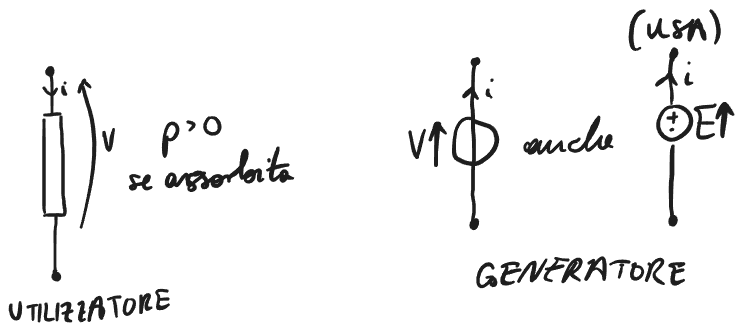 i
V
p>0
se assorbita
UTILIZZATORE
(USA)
i
V
anche
i
+
-
E
GENERATORE